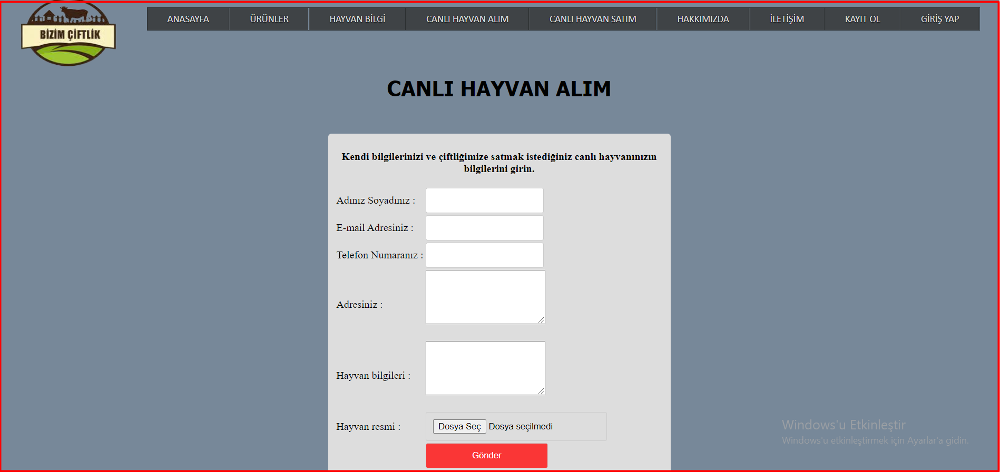 BİZİM ÇİFTLİK
ANASAYFA
ÜRÜNLER
HAYVAN BİLGİ
CANLI HAYVAN ALIM
CANLI HAYVAN SATIM
HAKKIMIZDA
İLETİŞİM
KAYIT OL
GİRİŞ YAP
CANLI HAYVAN ALIM
Kendi bilgilerinizi ve çiftliğimize satmak istediğiniz canlı hayvanınızın
bilgilerini girin.
Adınız Soyadınız :
E-mail Adresiniz :
Telefon Numaranız :
Adresiniz :
Hayvan bilgileri :
Hayvan resmi :
Dosya Seç Dosya seçilmedi
Gönder
Windows'u Etkinleştir
Windows'u etkinleştirmek için Ayarlar'a gidin.